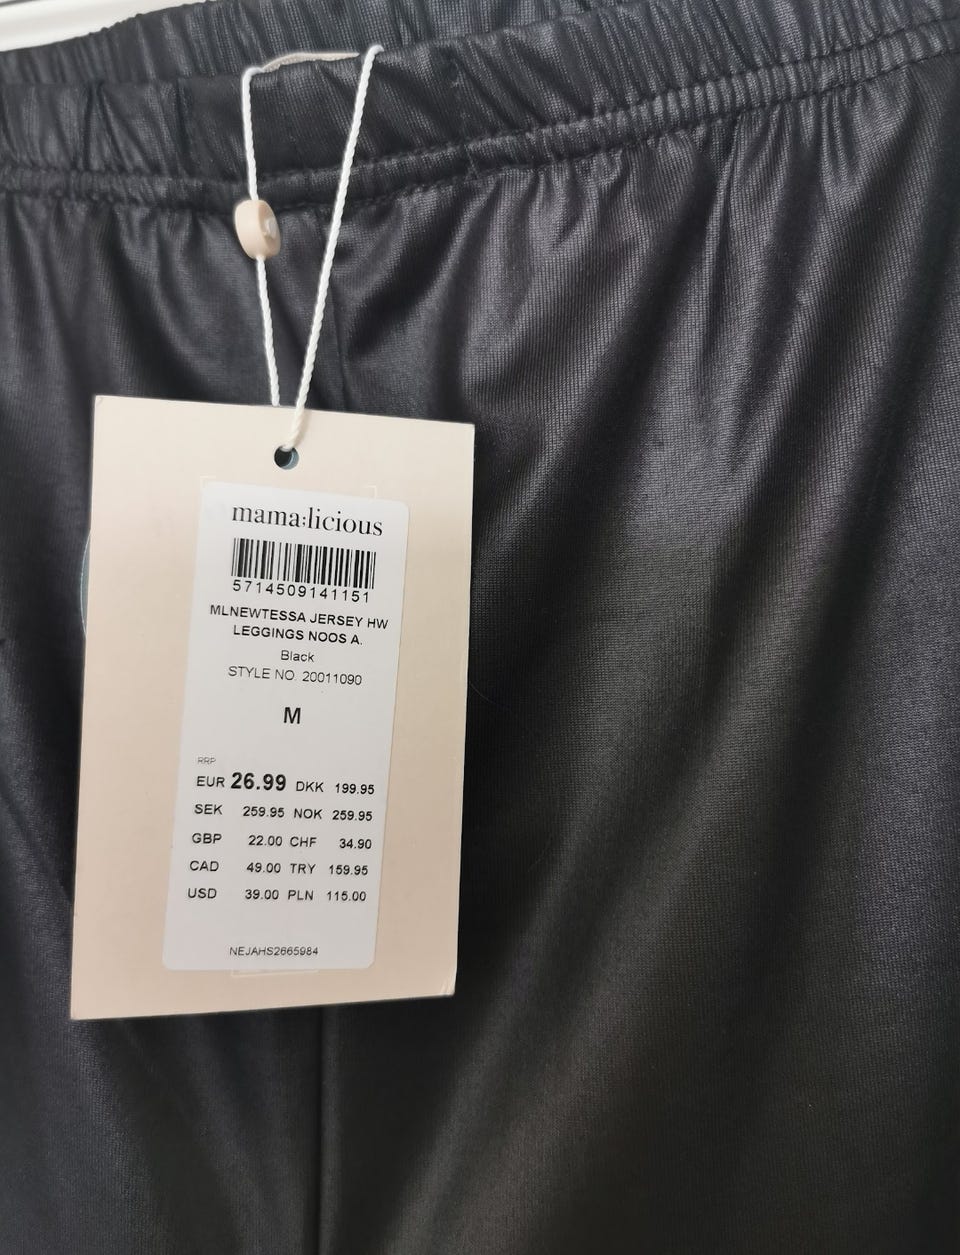 mama:licious
5714509141151
MLNEWTESSA JERSEY HW
LEGGINGS NOOS A.
Black
STYLE NO. 20011090
M
RRP
EUR 26.99 DKK 199.95
SEK 259.95 NOK 259.95
GBP 22.00 CHF 34.90
CAD 49.00 TRY 159.95
USD 39.00 PLN 115.00
NEJAHS2665984